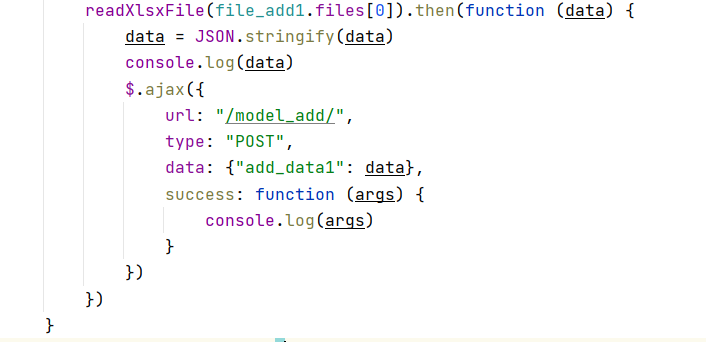 readXlsxFile(file_add1.files[0]).then(function (data) {
data = JSON.stringify(data)
console.log(data)
$.ajax({
url: "/model_add/",
type: "POST",
data: {"add_data1": data},
success: function (args) {
console.log(args)
}
})
})
}